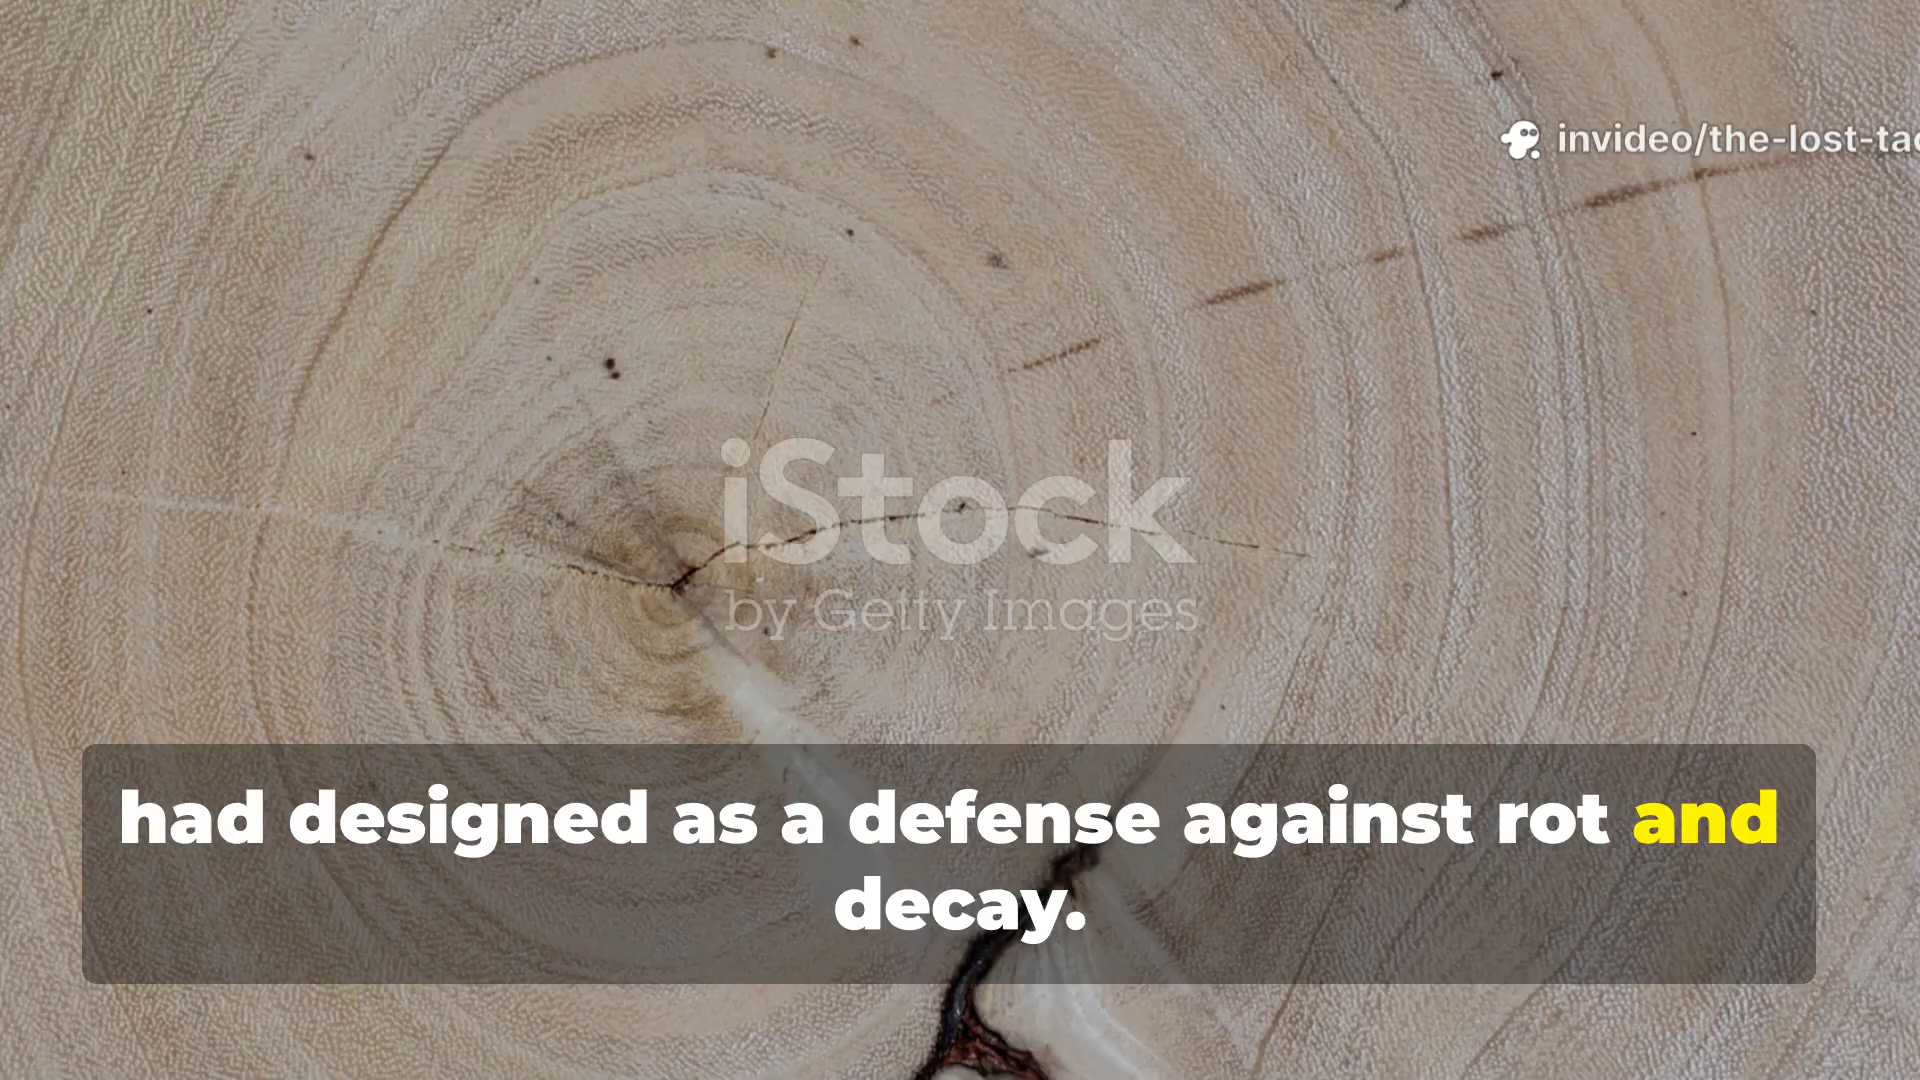 invideo/the-lost-ta
iStock
by Getty Images
had designed as a defense against rot and
decay.